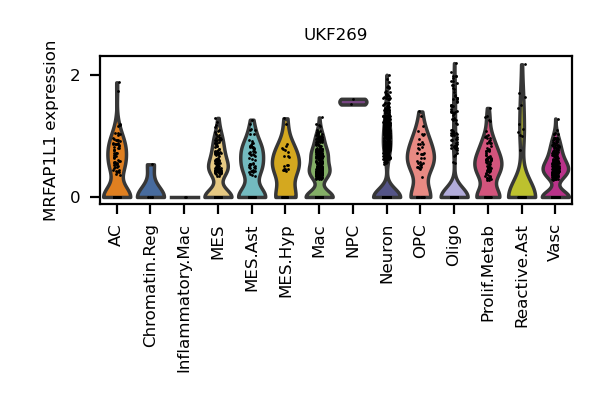 UKF269
MRFAP1L1 expression
2
0
AC
Chromatin.Reg
Inflammatory.Mac
MES
MES.Ast
MES.Hyp
Mac
NPC
Neuron
OPC
Oligo
Prolif.Metab
Reactive.Ast
Vasc